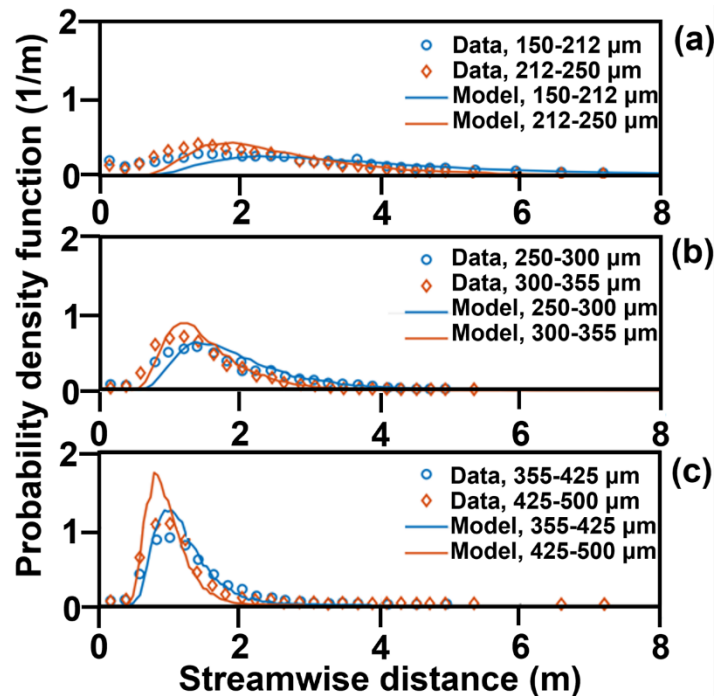 Probability density function (1/m)
2
1
0
(a)
Data, 150-212 µm
Data, 212-250 µm
Model, 150-212 µm
Model, 212-250 µm
0
2
4
6
8
2
1
0
(b)
Data, 250-300 µm
Data, 300-355 µm
Model, 250-300 µm
Model, 300-355 µm
0
2
4
6
8
2
1
0
(c)
Data, 355-425 µm
Data, 425-500 µm
Model, 355-425 µm
Model, 425-500 µm
0
2
4
6
8
Streamwise distance (m)